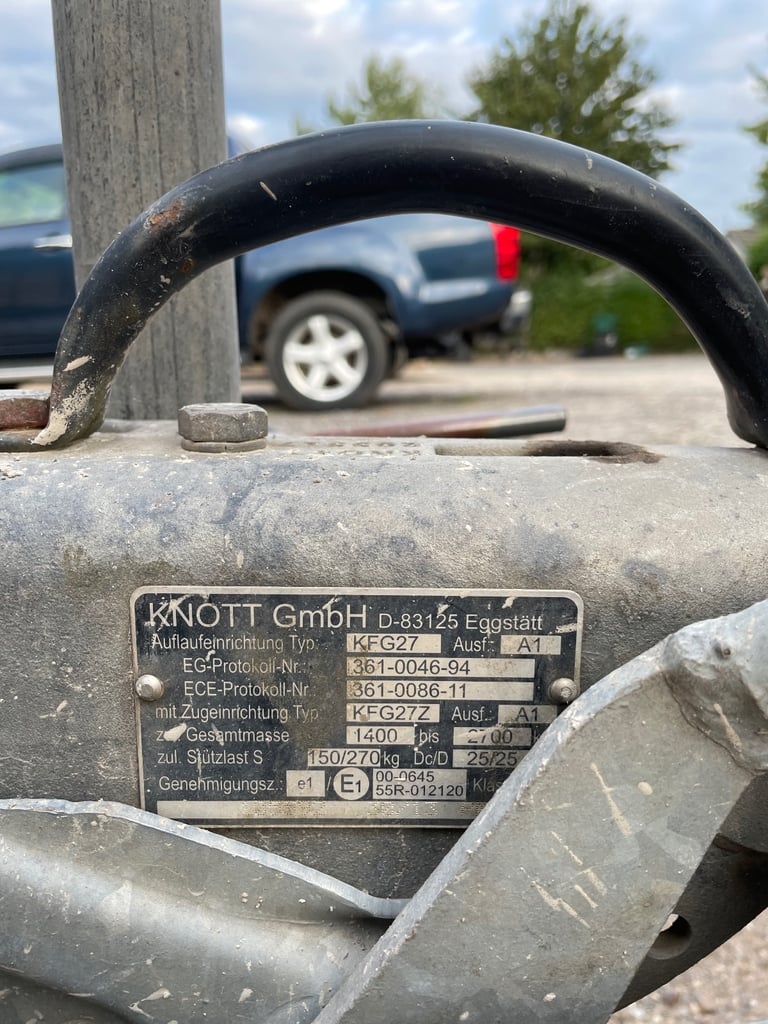 KNOTT GmbH D-83125 Eggstätt
Auflaufeinrichtung Typ: KFG27 Ausf.: A1
EG-Protokoll-Nr.: 361-0046-94
ECE-Protokoll-Nr. 361-0086-11
mit Zugeinrichtung Typ: KFG27Z Ausf.: A1
zul. Gesamtmasse 1400 bis 2700
zul. Stützlast S 150/270 kg Dc/D 25/25
Genehmigungsz.: e1 / E1 00-0645
55R-012120